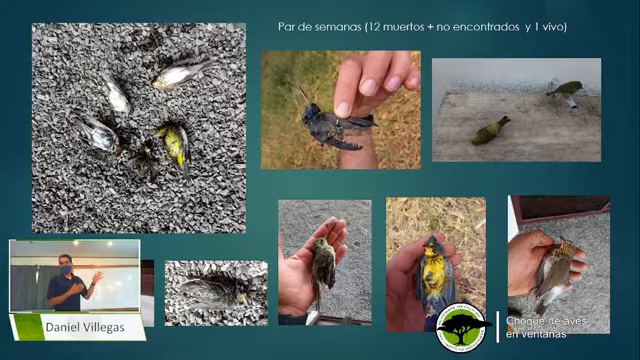 Par de semanas (12 muertos + no encontrados y 1 vivo)
Daniel Villegas
Choque de aves
en ventanas